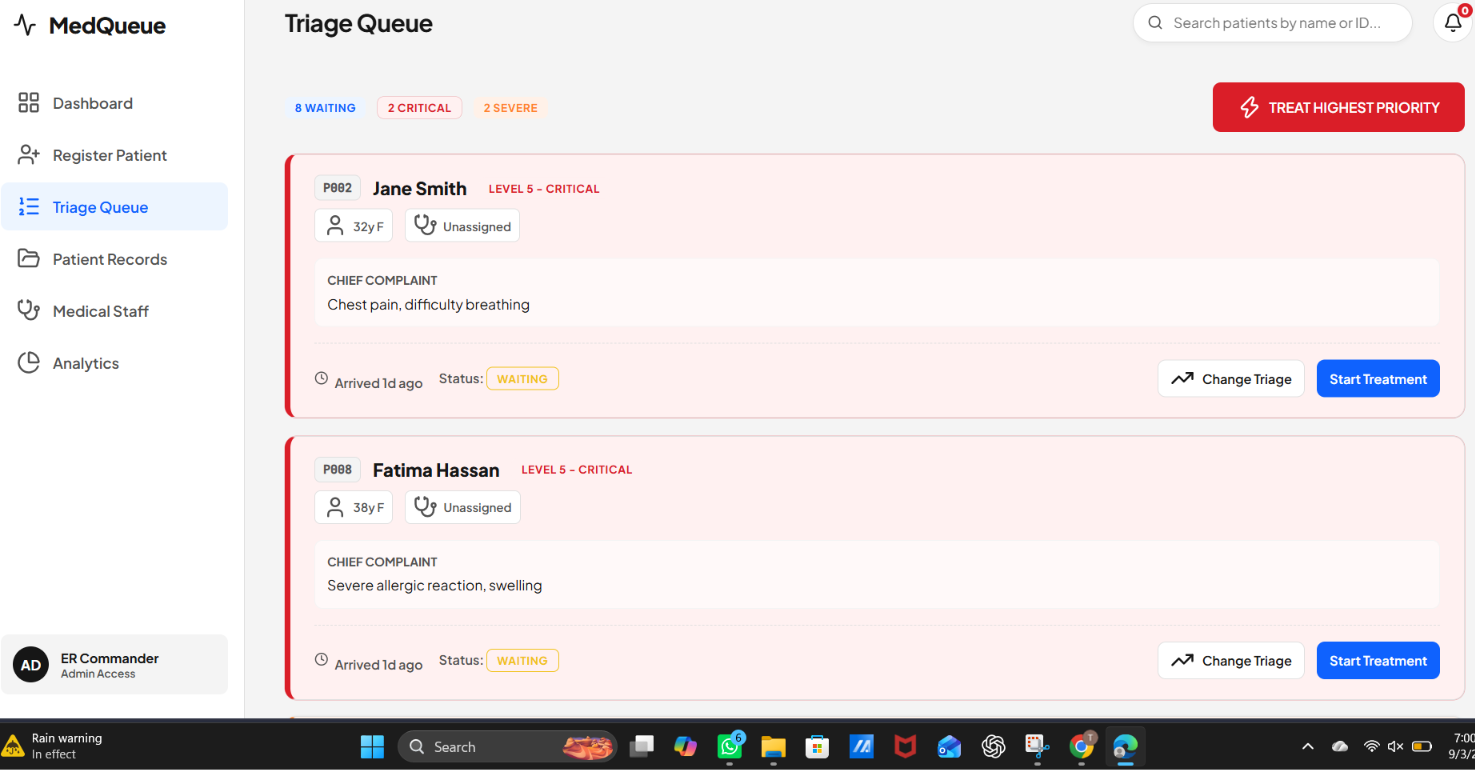 MedQueue
Dashboard
Register Patient
Triage Queue
Patient Records
Medical Staff
Analytics
AD
ER Commander
Admin Access
Triage Queue
Search patients by name or ID...
0
8 WAITING
2 CRITICAL
2 SEVERE
TREAT HIGHEST PRIORITY
P002
Jane Smith
LEVEL 5 - CRITICAL
32y F
Unassigned
CHIEF COMPLAINT
Chest pain, difficulty breathing
Arrived 1d ago
Status: WAITING
Change Triage
Start Treatment
P008
Fatima Hassan
LEVEL 5 - CRITICAL
38y F
Unassigned
CHIEF COMPLAINT
Severe allergic reaction, swelling
Arrived 1d ago
Status: WAITING
Change Triage
Start Treatment
Rain warning
In effect
Search
6
T
7:00
9/3/2